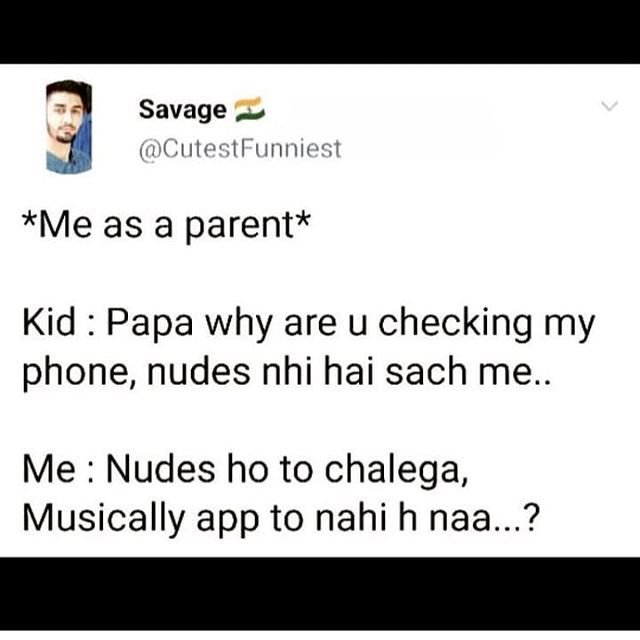 Savage 🇮🇳
@CutestFunniest
*Me as a parent*
Kid : Papa why are u checking my
phone, nudes nhi hai sach me..
Me : Nudes ho to chalega,
Musically app to nahi h naa...?